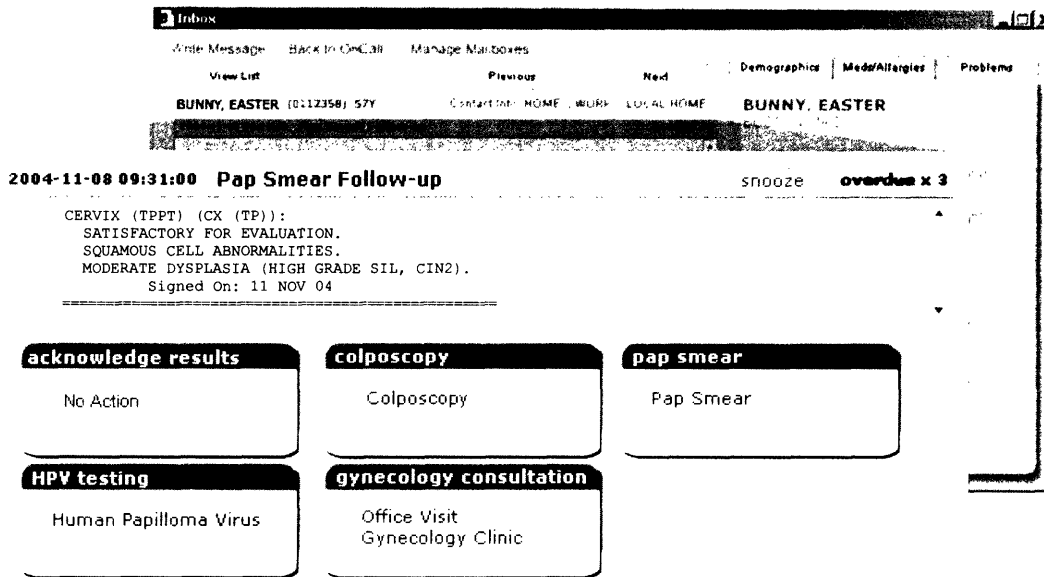 Inbox
Write Message Back to OnCall Manage Mailboxes
View List Previous Next
Demographics Meds/Allergies Problems
BUNNY, EASTER (0112358) 57Y Contact Info: HOME WORK LOCAL HOME BUNNY, EASTER
2004-11-08 09:31:00 Pap Smear Follow-up snooze overdue x 3
CERVIX (TPPT) (CX (TP)):
SATISFACTORY FOR EVALUATION.
SQUAMOUS CELL ABNORMALITIES.
MODERATE DYSPLASIA (HIGH GRADE SIL, CIN2).
Signed On: 11 NOV 04
acknowledge results colposcopy pap smear
No Action Colposcopy Pap Smear
HPV testing gynecology consultation
Human Papilloma Virus Office Visit
Gynecology Clinic